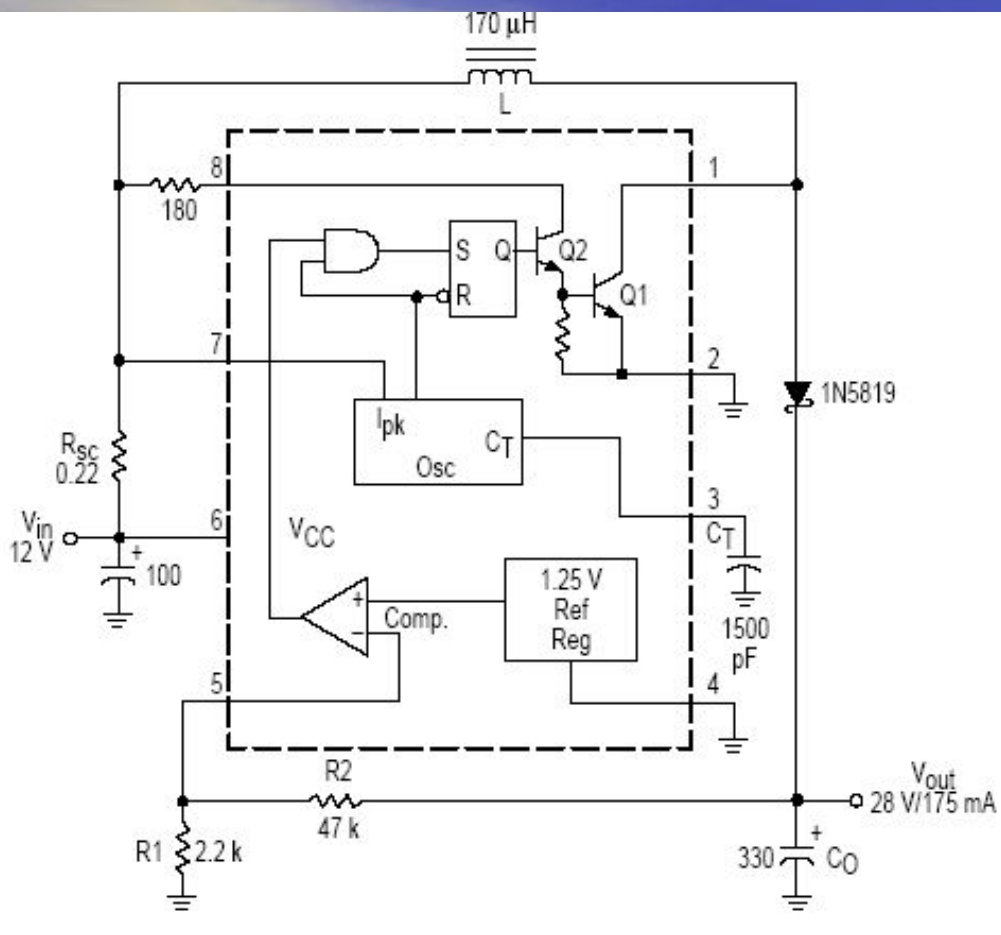 170 µH
L
8
1
180
S
Q
Q2
R
Q1
7
2
1N5819
Ipk
CT
Osc
Rsc
0.22
3
CT
Vin
12 V
6
VCC
100
1.25 V
Ref
Reg
+
Comp.
−
+
1500
pF
5
4
R2
47 k
Vout
28 V/175 mA
R1
2.2 k
330
+
CO